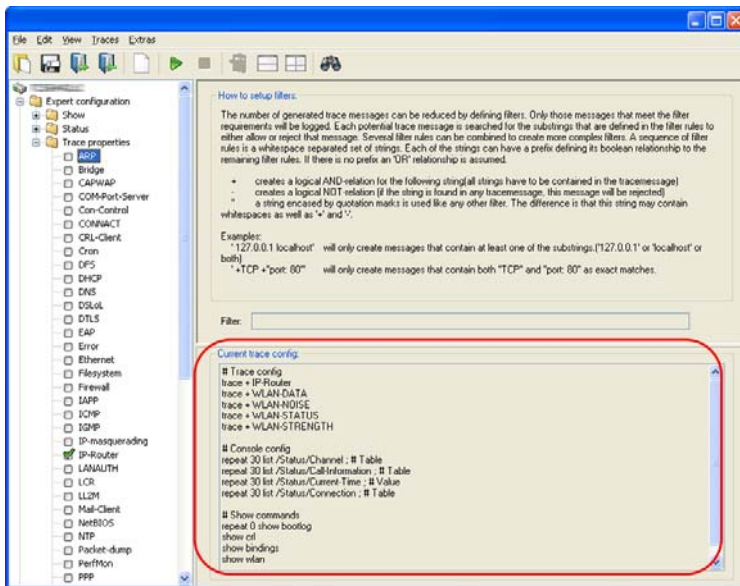 File Edit View Traces Extras
Expert configuration
Show
Status
Trace properties
ARP
Bridge
CAPWAP
COM-Port-Server
Con-Control
CONNACT
CRL-Client
Cron
DFS
DHCP
DNS
DSLoL
DTLS
EAP
Error
Ethernet
Filesystem
Firewall
IAPP
ICMP
IGMP
IP-masquerading
IP-Router
LANAUTH
LCR
LL2M
Mail-Client
NetBIOS
NTP
Packet-dump
PerfMon
PPP
How to setup filters:
The number of generated trace messages can be reduced by defining filters. Only those messages that meet the filter
requirements will be logged. Each potential trace message is searched for the substrings that are defined in the filter rules to
either allow or reject that message. Several filter rules can be combined to create more complex filters. A sequence of filter
rules is a whitespace separated set of strings. Each of the strings can have a prefix defining its boolean relationship to the
remaining filter rules. If there is no prefix an 'OR' relationship is assumed.
+ creates a logical AND-relation for the following string(all strings have to be contained in the tracemessage)
- creates a logical NOT-relation (if the string is found in any tracemessage, this message will be rejected)
" a string encased by quotation marks is used like any other filter. The difference is that this string may contain
whitespaces as well as '+' and '-'.
Examples:
' 127.0.0.1 localhost' will only create messages that contain at least one of the substrings.('127.0.0.1' or 'localhost' or
both)
' +TCP +"port: 80"' will only create messages that contain both "TCP" and "port: 80" as exact matches.
Filter:
Current trace config:
# Trace config
trace + IP-Router
trace + WLAN-DATA
trace + WLAN-NOISE
trace + WLAN-STATUS
trace + WLAN-STRENGTH
# Console config
repeat 30 list /Status/Channel ; # Table
repeat 30 list /Status/Call-Information ; # Table
repeat 30 list /Status/Current-Time ; # Value
repeat 30 list /Status/Connection ; # Table
# Show commands
repeat 0 show bootlog
show crl
show bindings
show wlan